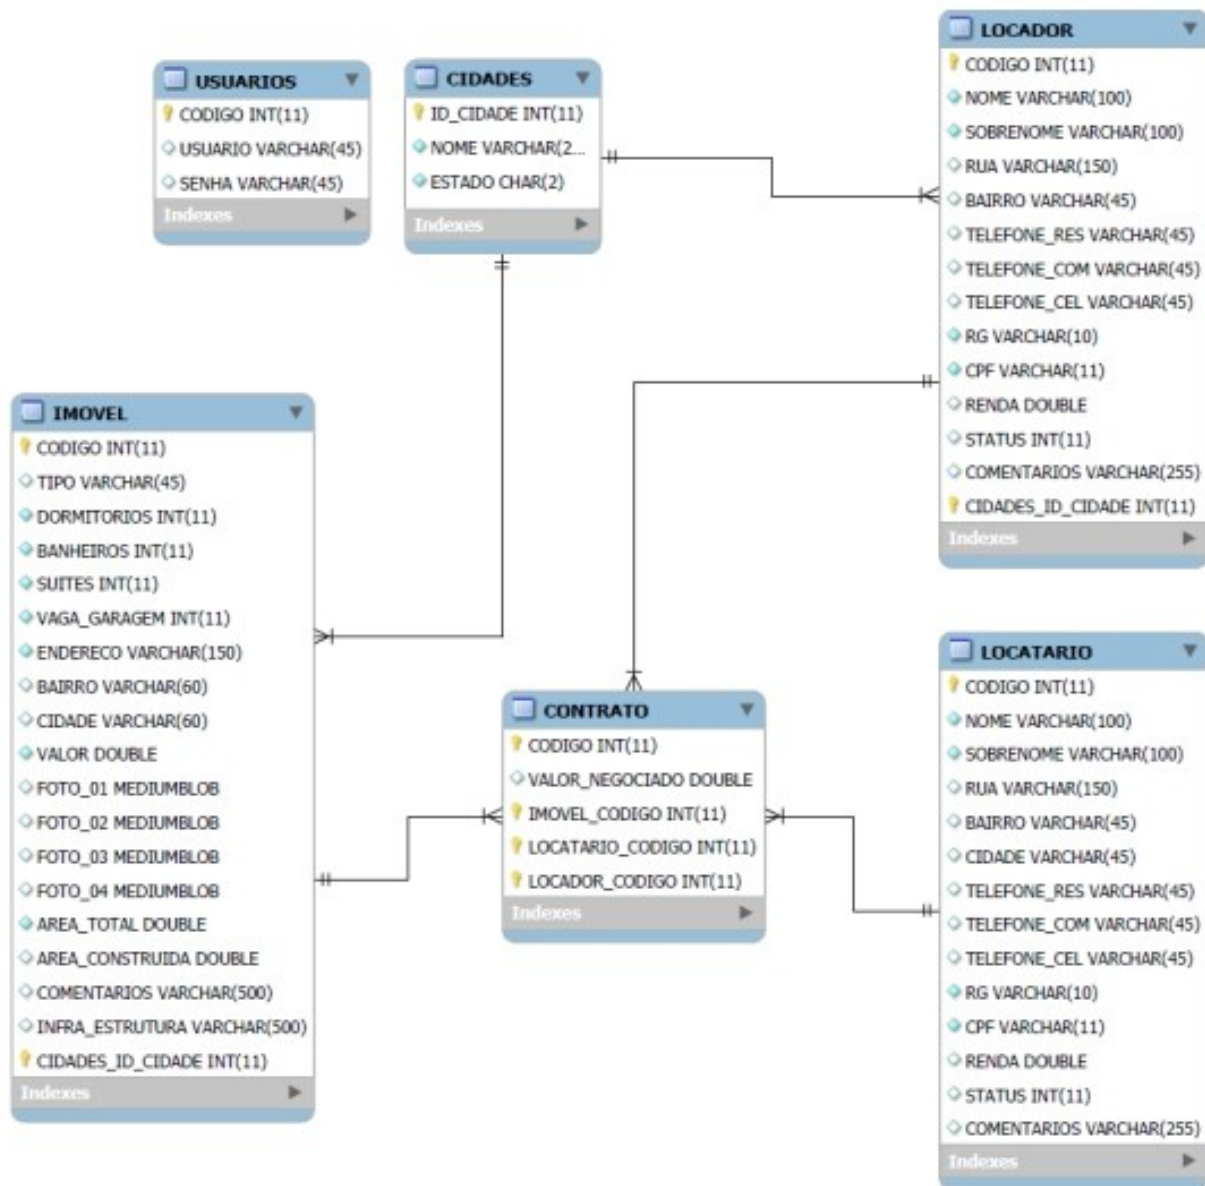 USUARIOS
CODIGO INT(11)
USUARIO VARCHAR(45)
SENHA VARCHAR(45)
Indexes
CIDADES
ID_CIDADE INT(11)
NOME VARCHAR(2...
ESTADO CHAR(2)
Indexes
LOCADOR
CODIGO INT(11)
NOME VARCHAR(100)
SOBRENOME VARCHAR(100)
RUA VARCHAR(150)
BAIRRO VARCHAR(45)
TELEFONE_RES VARCHAR(45)
TELEFONE_COM VARCHAR(45)
TELEFONE_CEL VARCHAR(45)
RG VARCHAR(10)
CPF VARCHAR(11)
RENDA DOUBLE
STATUS INT(11)
COMENTARIOS VARCHAR(255)
CIDADES_ID_CIDADE INT(11)
Indexes
IMOVEL
CODIGO INT(11)
TIPO VARCHAR(45)
DORMITORIOS INT(11)
BANHEIROS INT(11)
SUITES INT(11)
VAGA_GARAGEM INT(11)
ENDERECO VARCHAR(150)
BAIRRO VARCHAR(60)
CIDADE VARCHAR(60)
VALOR DOUBLE
FOTO_01 MEDIUMBLOB
FOTO_02 MEDIUMBLOB
FOTO_03 MEDIUMBLOB
FOTO_04 MEDIUMBLOB
AREA_TOTAL DOUBLE
AREA_CONSTRUIDA DOUBLE
COMENTARIOS VARCHAR(500)
INFRA_ESTRUTURA VARCHAR(500)
CIDADES_ID_CIDADE INT(11)
Indexes
CONTRATO
CODIGO INT(11)
VALOR_NEGOCIADO DOUBLE
IMOVEL_CODIGO INT(11)
LOCATARIO_CODIGO INT(11)
LOCADOR_CODIGO INT(11)
Indexes
LOCATARIO
CODIGO INT(11)
NOME VARCHAR(100)
SOBRENOME VARCHAR(100)
RUA VARCHAR(150)
BAIRRO VARCHAR(45)
CIDADE VARCHAR(45)
TELEFONE_RES VARCHAR(45)
TELEFONE_COM VARCHAR(45)
TELEFONE_CEL VARCHAR(45)
RG VARCHAR(10)
CPF VARCHAR(11)
RENDA DOUBLE
STATUS INT(11)
COMENTARIOS VARCHAR(255)
Indexes